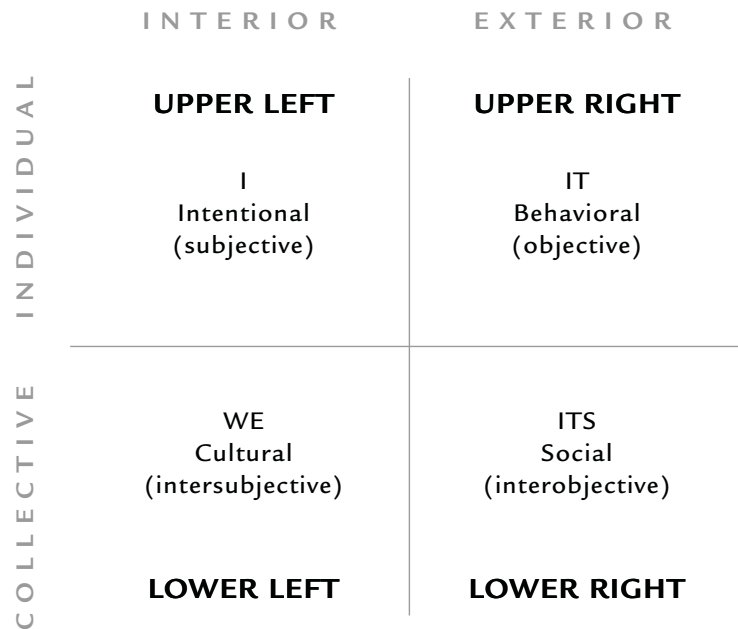 INTERIOR EXTERIOR
INDIVIDUAL
UPPER LEFT
I
Intentional
(subjective)
UPPER RIGHT
IT
Behavioral
(objective)
COLLECTIVE
WE
Cultural
(intersubjective)
LOWER LEFT
ITS
Social
(interobjective)
LOWER RIGHT